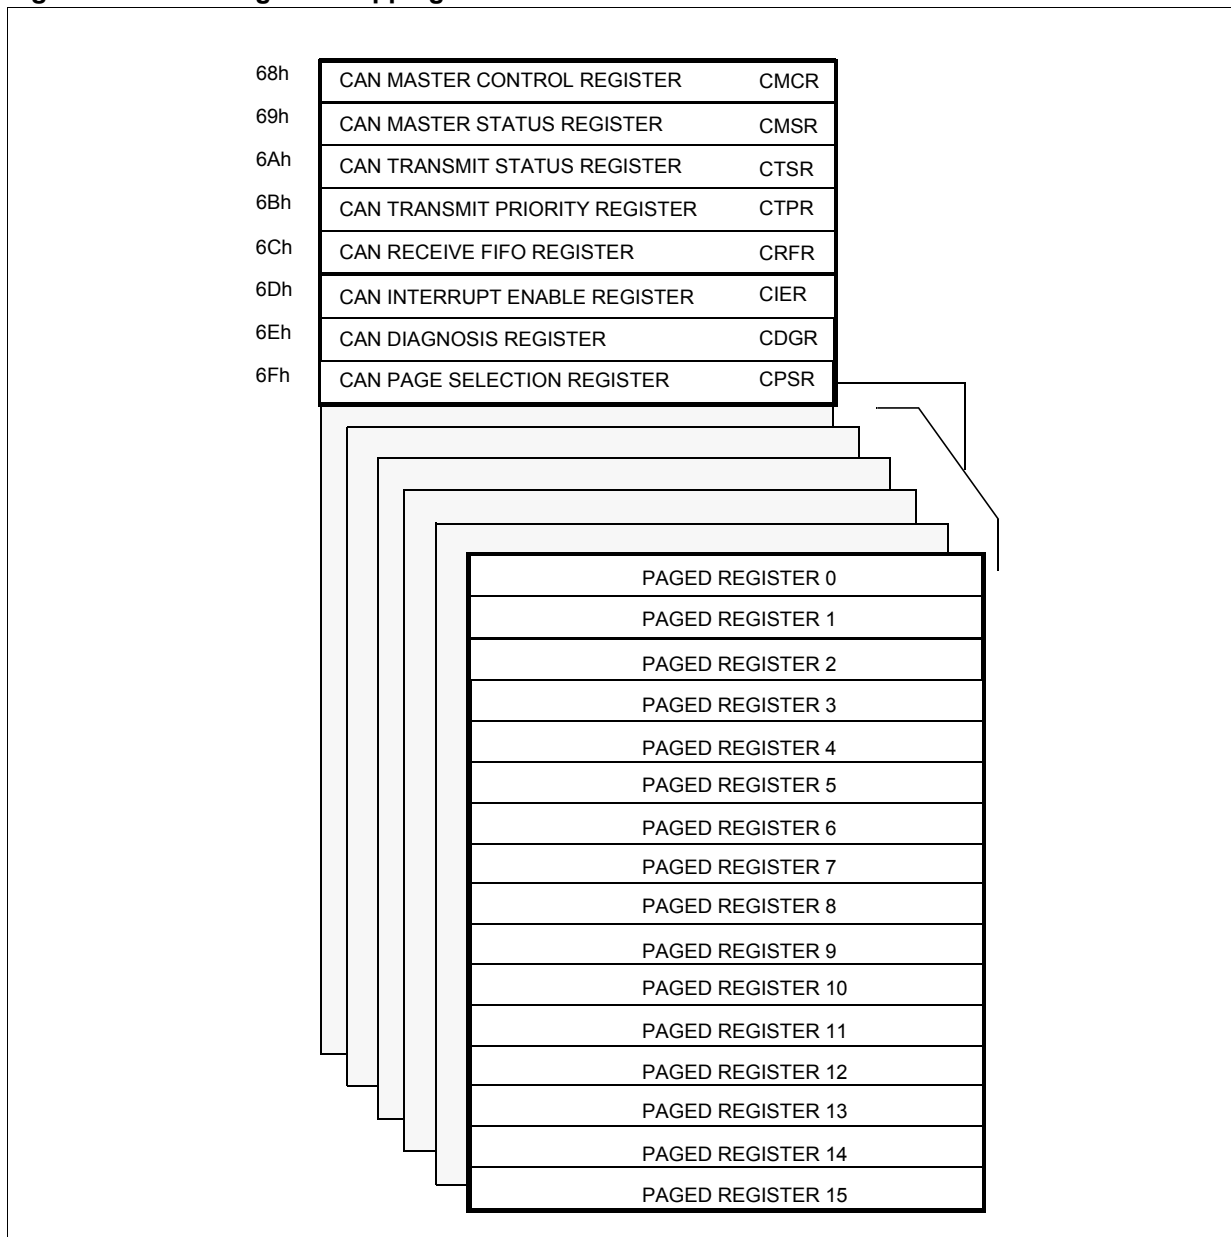 68h CAN MASTER CONTROL REGISTER CMCR
69h CAN MASTER STATUS REGISTER CMSR
6Ah CAN TRANSMIT STATUS REGISTER CTSR
6Bh CAN TRANSMIT PRIORITY REGISTER CTPR
6Ch CAN RECEIVE FIFO REGISTER CRFR
6Dh CAN INTERRUPT ENABLE REGISTER CIER
6Eh CAN DIAGNOSIS REGISTER CDGR
6Fh CAN PAGE SELECTION REGISTER CPSR
PAGED REGISTER 0
PAGED REGISTER 1
PAGED REGISTER 2
PAGED REGISTER 3
PAGED REGISTER 4
PAGED REGISTER 5
PAGED REGISTER 6
PAGED REGISTER 7
PAGED REGISTER 8
PAGED REGISTER 9
PAGED REGISTER 10
PAGED REGISTER 11
PAGED REGISTER 12
PAGED REGISTER 13
PAGED REGISTER 14
PAGED REGISTER 15